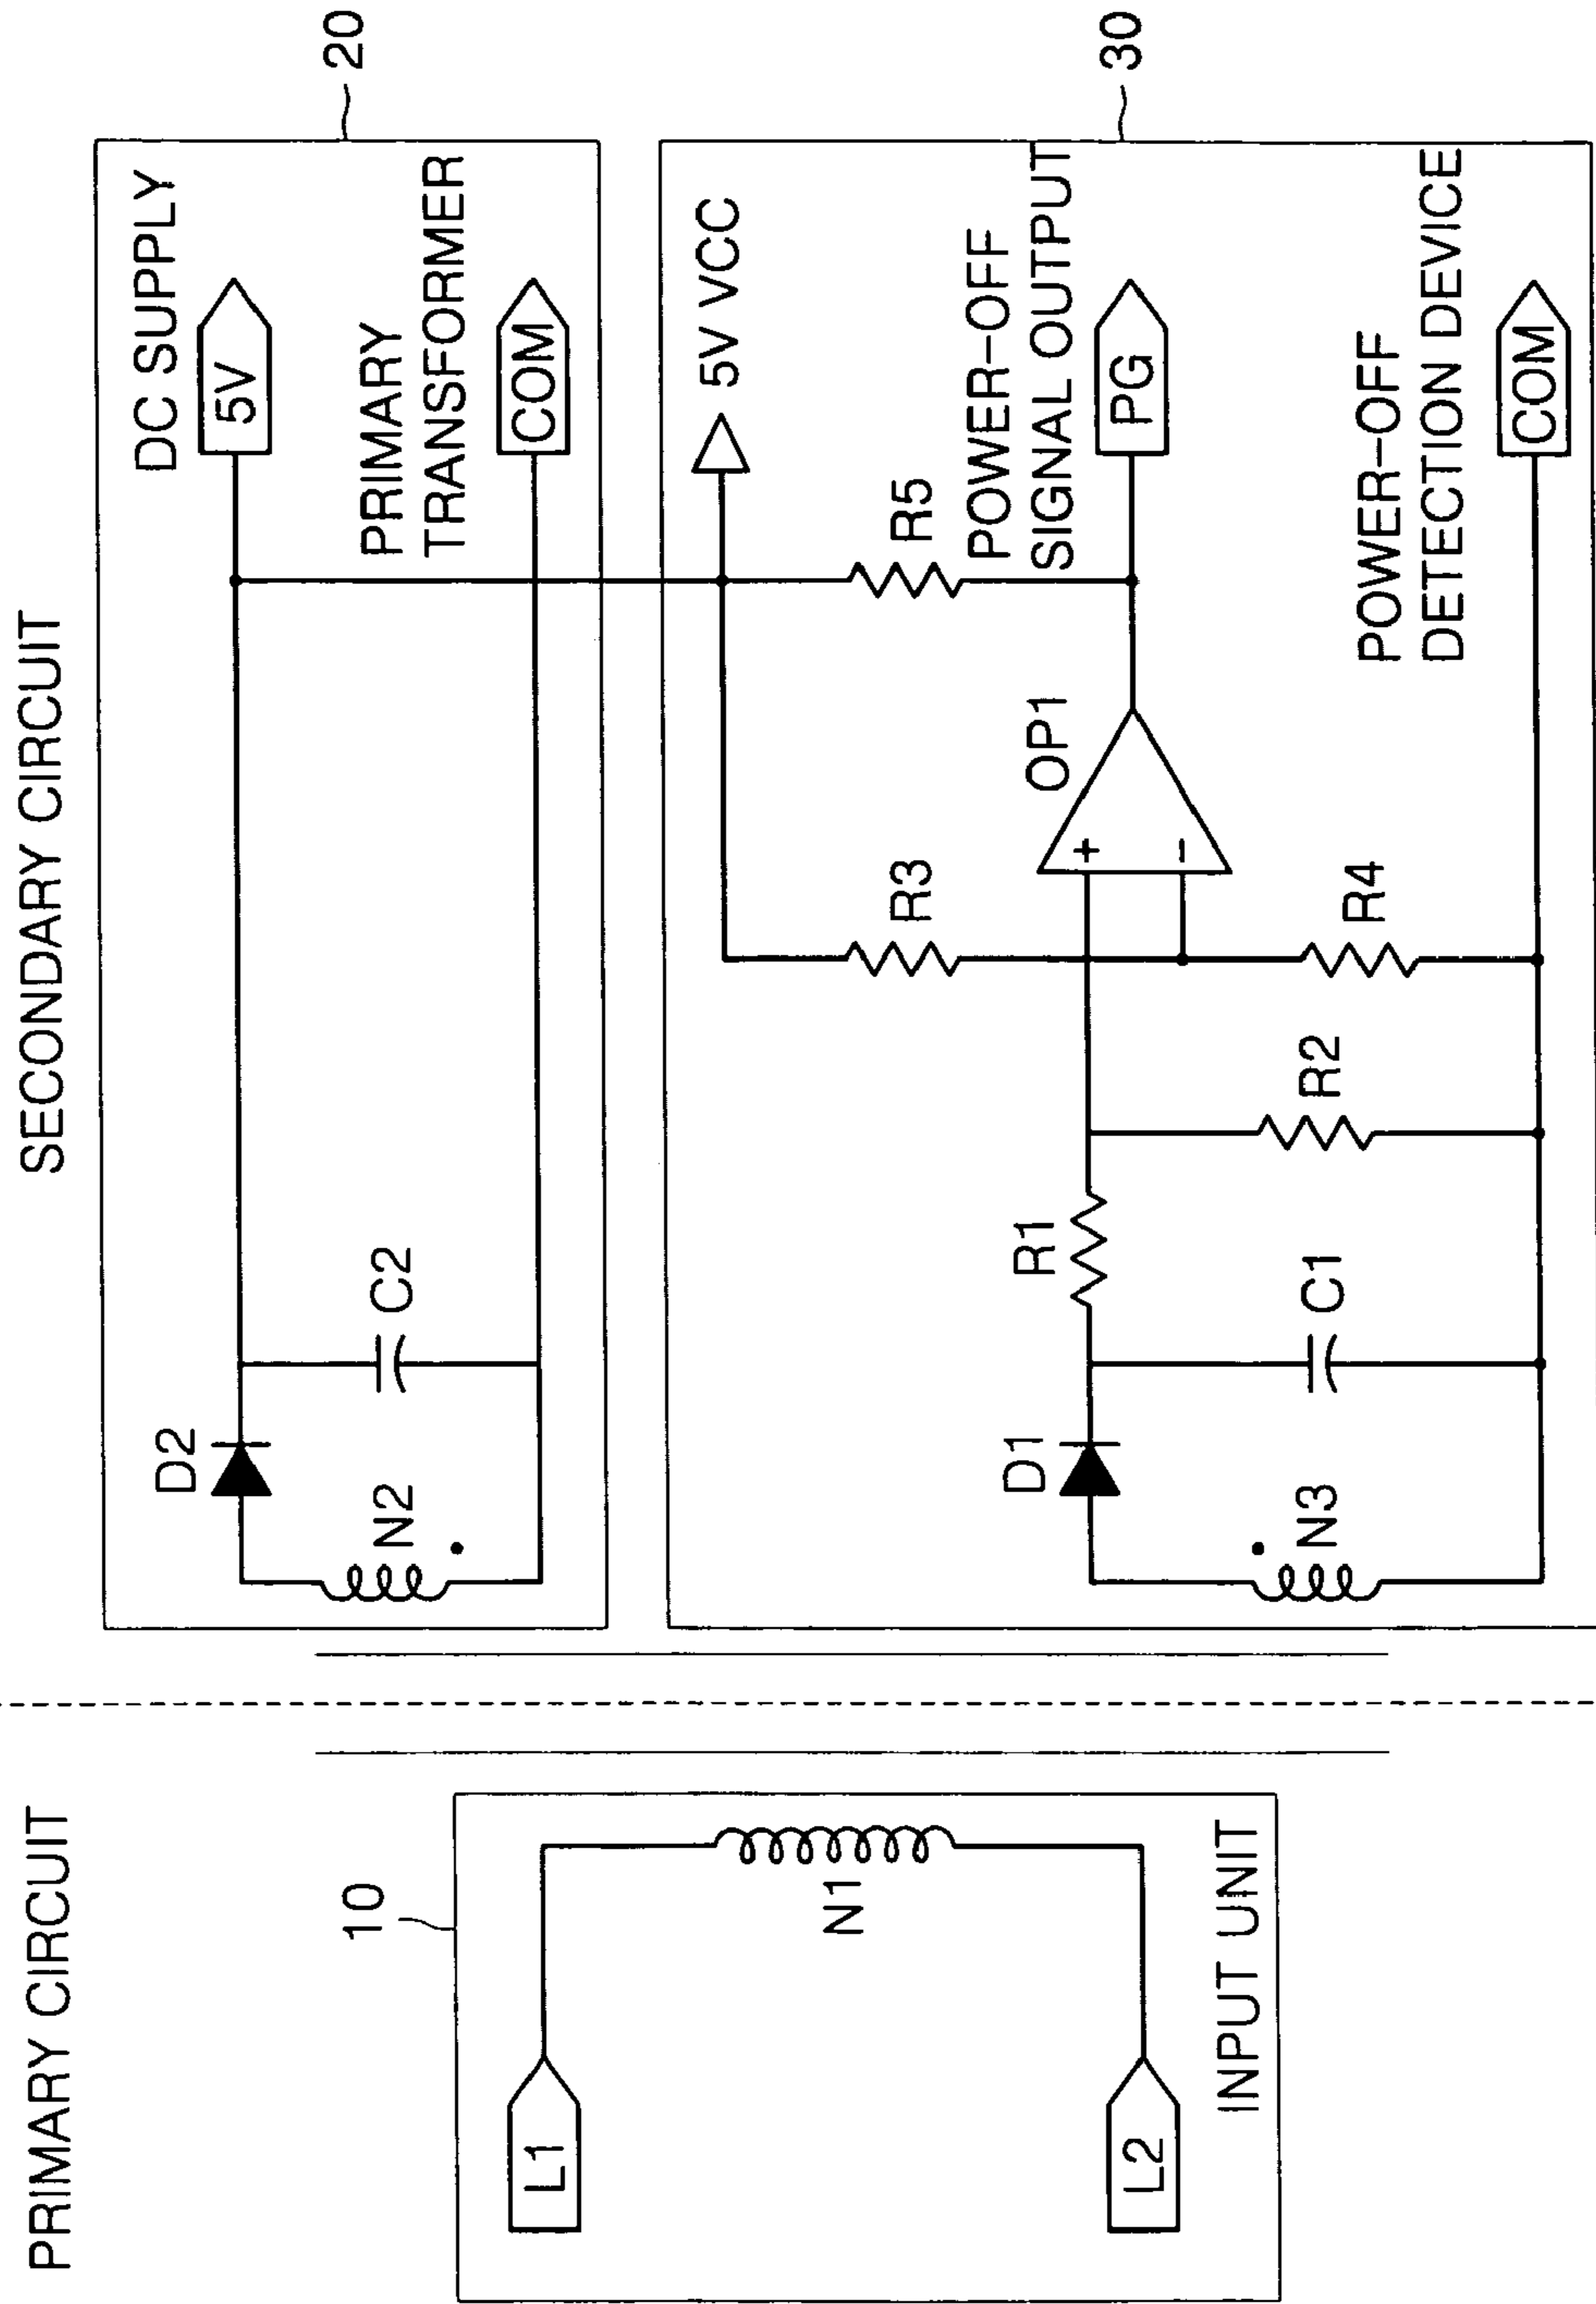 PRIMARY CIRCUIT
SECONDARY CIRCUIT
10
L1
N1
L2
INPUT UNIT
20
DC SUPPLY
D2
5V
N2
C2
PRIMARY
TRANSFORMER
COM
30
5V VCC
R3
R5
POWER-OFF
SIGNAL OUTPUT
D1
R1
OP1
+
-
PG
N3
C1
R2
R4
POWER-OFF
DETECTION DEVICE
COM